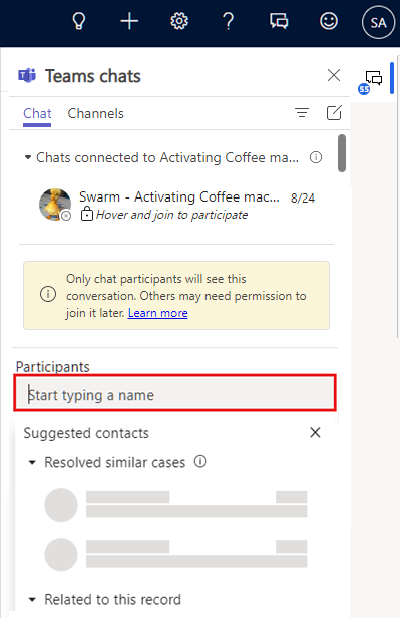 SA
Teams chats
55
Chat Channels
Chats connected to Activating Coffee ma...
Swarm - Activating Coffee mac... 8/24
Hover and join to participate
Only chat participants will see this
conversation. Others may need permission to
join it later. Learn more
Participants
Start typing a name
Suggested contacts
Resolved similar cases
Related to this record